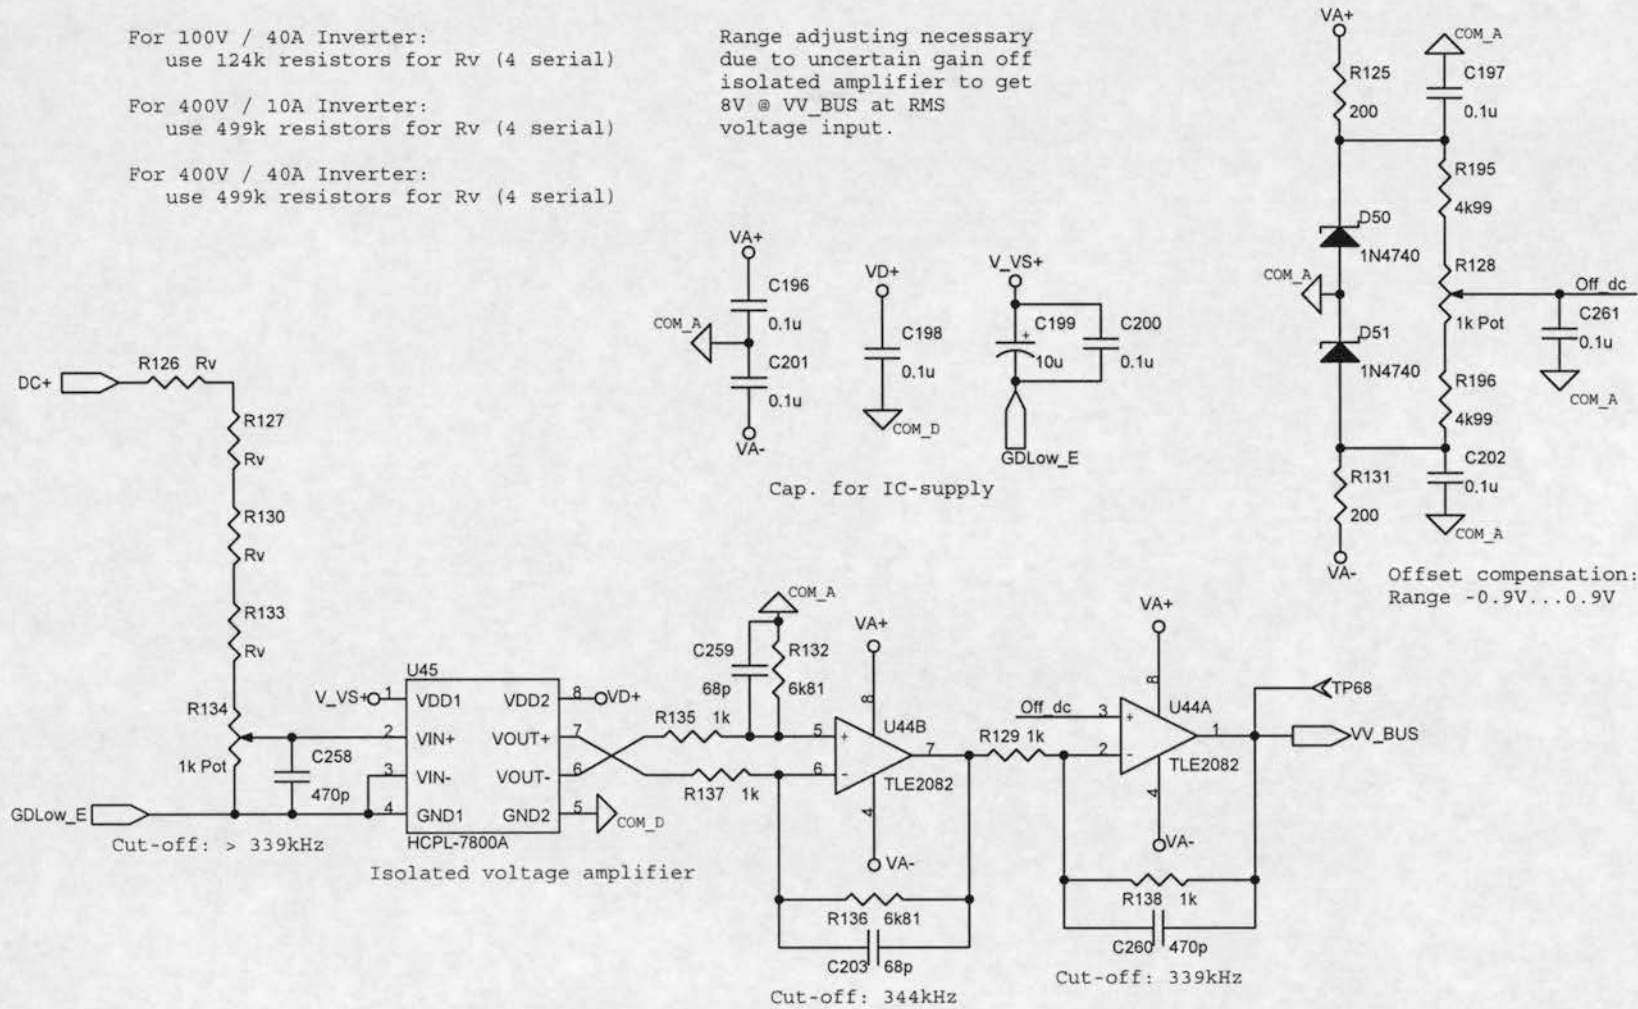 For 100V / 40A Inverter:
use 124k resistors for Rv (4 serial)
For 400V / 10A Inverter:
use 499k resistors for Rv (4 serial)
For 400V / 40A Inverter:
use 499k resistors for Rv (4 serial)
Range adjusting necessary
due to uncertain gain off
isolated amplifier to get
8V @ VV_BUS at RMS
voltage input.
VA+
COM_A
R125
200
C197
0.1u
R195
4k99
D50
1N4740
COM_A
R128
1k Pot
Off_dc
C261
0.1u
COM_A
D51
1N4740
R196
4k99
R131
200
C202
0.1u
COM_A
VA-
Offset compensation:
Range -0.9V...0.9V
VA+
C196
0.1u
COM_A
C201
0.1u
VA-
VD+
C198
0.1u
COM_D
V_VS+
C199
+
10u
C200
0.1u
GDLow_E
Cap. for IC-supply
DC+
R126 Rv
R127
Rv
R130
Rv
R133
Rv
R134
1k Pot
C258
470p
GDLow_E
Cut-off: > 339kHz
U45
V_VS+
1 VDD1 VDD2 8
VD+
2 VIN+ VOUT+ 7
3 VIN- VOUT- 6
4 GND1 GND2 5
COM_D
HCPL-7800A
Isolated voltage amplifier
R135 1k
R137 1k
COM_A
C259
68p
R132
6k81
VA+
8
5 +
6 -
U44B
7
TLE2082
4
VA-
R136 6k81
C203 68p
Cut-off: 344kHz
R129 1k
Off_dc
VA+
8
3 +
2 -
U44A
1
TLE2082
4
VA-
TP68
VV_BUS
R138 1k
C260 470p
Cut-off: 339kHz